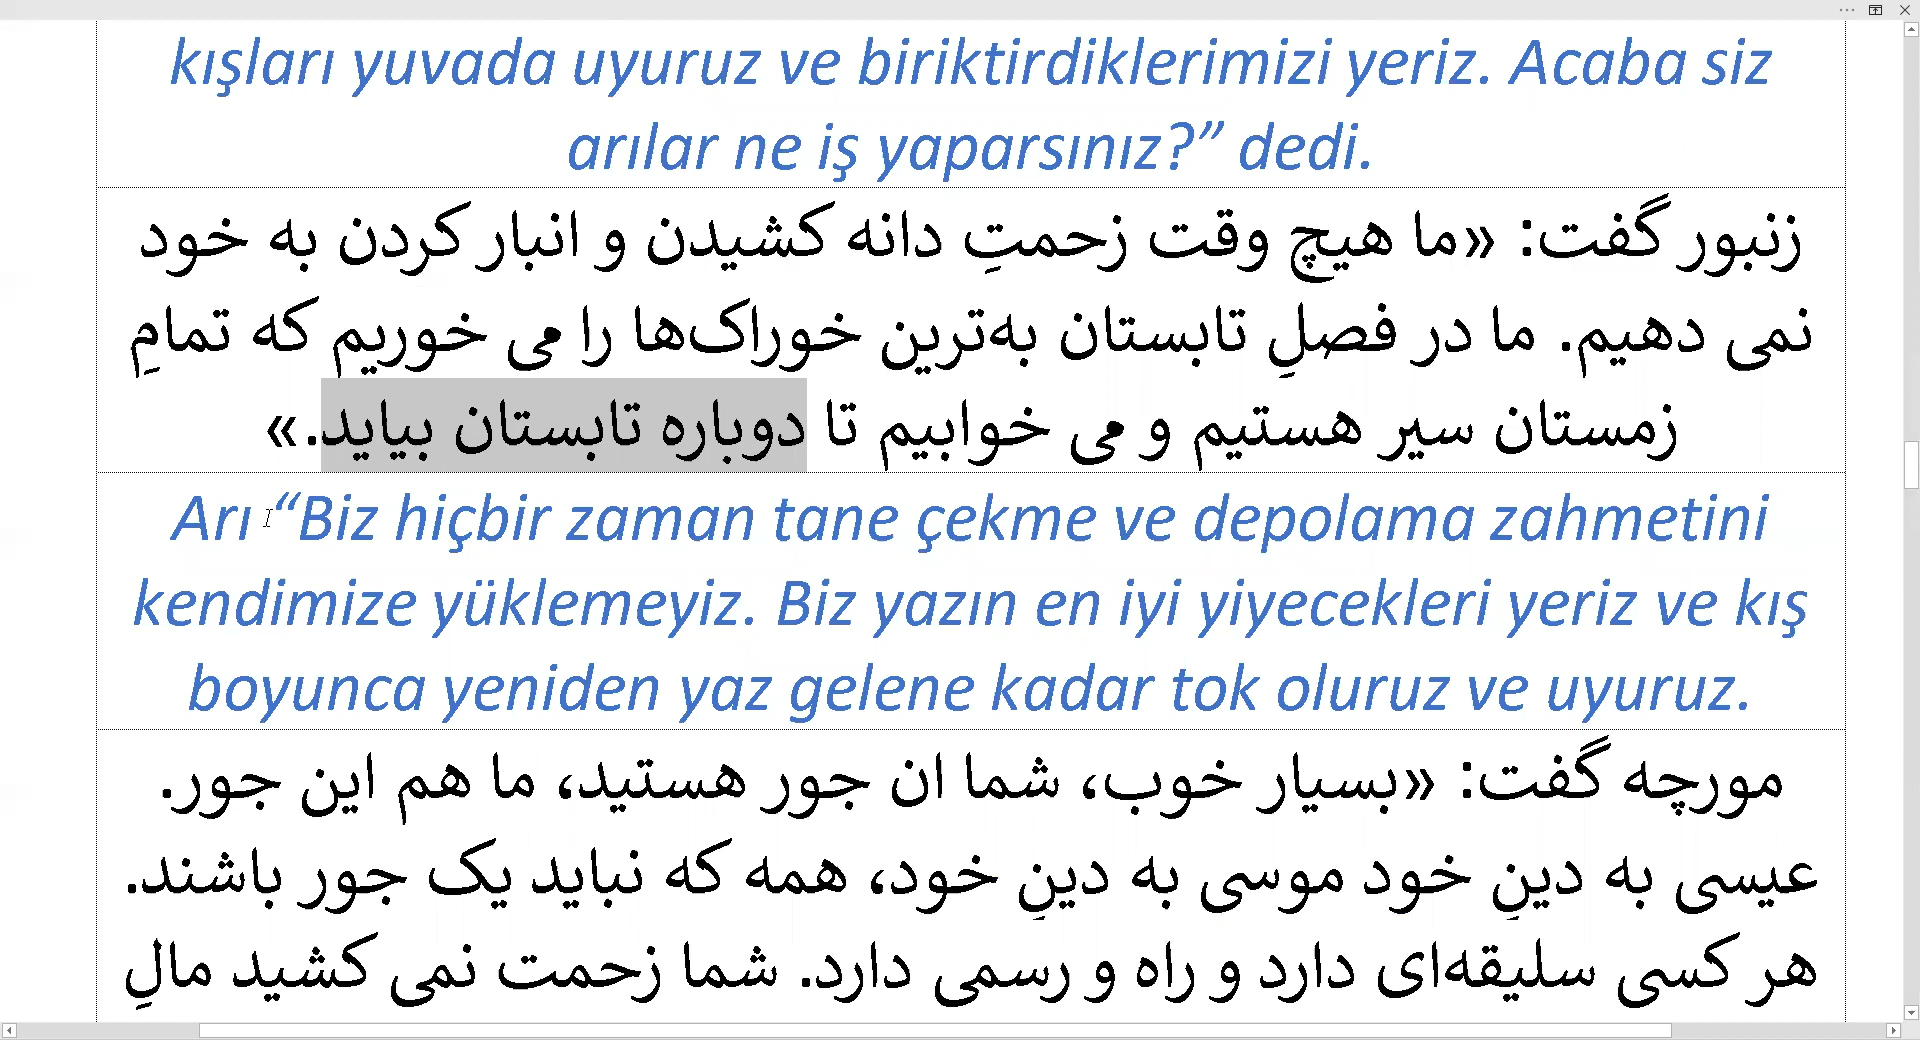 kışları yuvada uyuruz ve biriktirdiklerimizi yeriz. Acaba siz
arılar ne iş yaparsınız?” dedi.
زنبور گفت: «ما هیچ وقت زحمتِ دانه کشیدن و انبار کردن به خود
نمی دهیم. ما در فصلِ تابستان به‌ترین خوراک‌ها را می خوریم که تمامِ
زمستان سیر هستیم و می خوابیم تا دوباره تابستان بیاید.»
Arı “Biz hiçbir zaman tane çekme ve depolama zahmetini
kendimize yüklemeyiz. Biz yazın en iyi yiyecekleri yeriz ve kış
boyunca yeniden yaz gelene kadar tok oluruz ve uyuruz.
مورچه گفت: «بسیار خوب، شما ان جور هستید، ما هم این جور.
عیسی به دینِ خود موسی به دینِ خود، همه که نباید یک جور باشند.
هر کسی سلیقه‌ای دارد و راه و رسمی دارد. شما زحمت نمی کشید مالِ